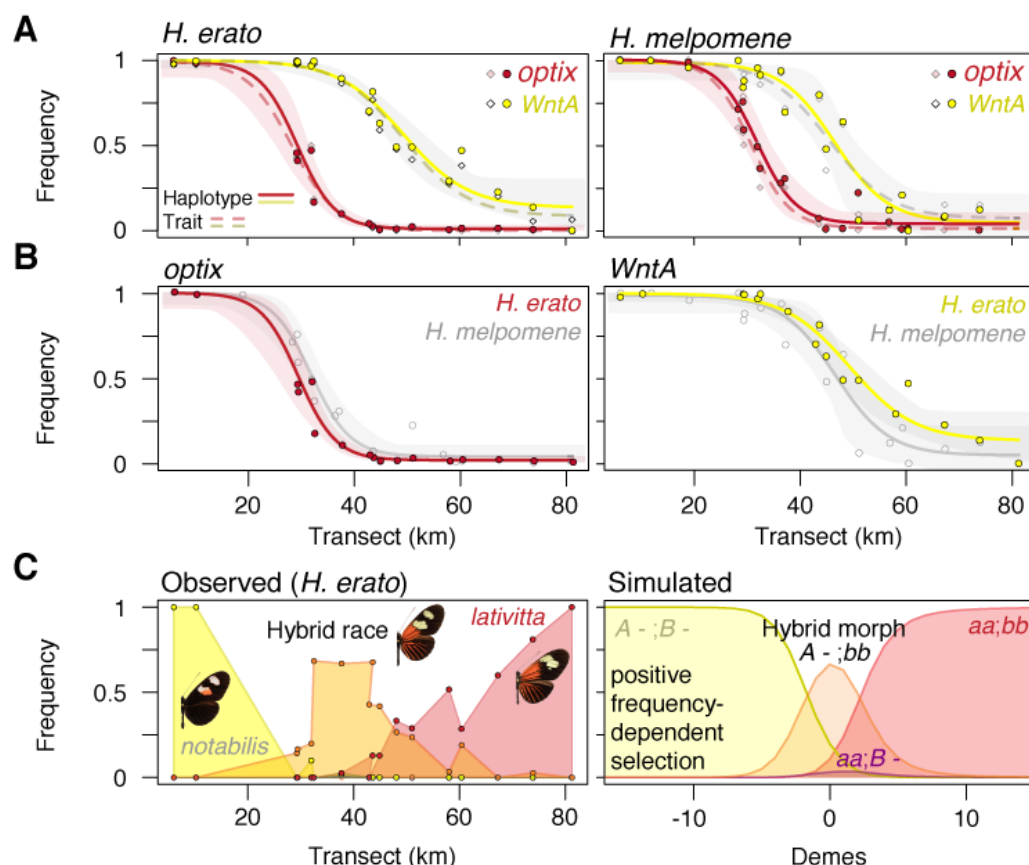 A
H. erato
H. melpomene
Frequency
1
0.5
0
optix
WntA
Haplotype
Trait
optix
WntA
B
optix
WntA
Frequency
1
0.5
0
H. erato
H. melpomene
H. erato
H. melpomene
20 40 60 80
20 40 60 80
Transect (km)
Transect (km)
C
Observed (H. erato)
Simulated
Frequency
1
0.5
0
Hybrid race
lativitta
notabilis
A - ;B -
Hybrid morph
A - ;bb
aa;bb
positive
frequency-
dependent
selection
aa;B -
20 40 60 80
-10 0 10
Transect (km)
Demes